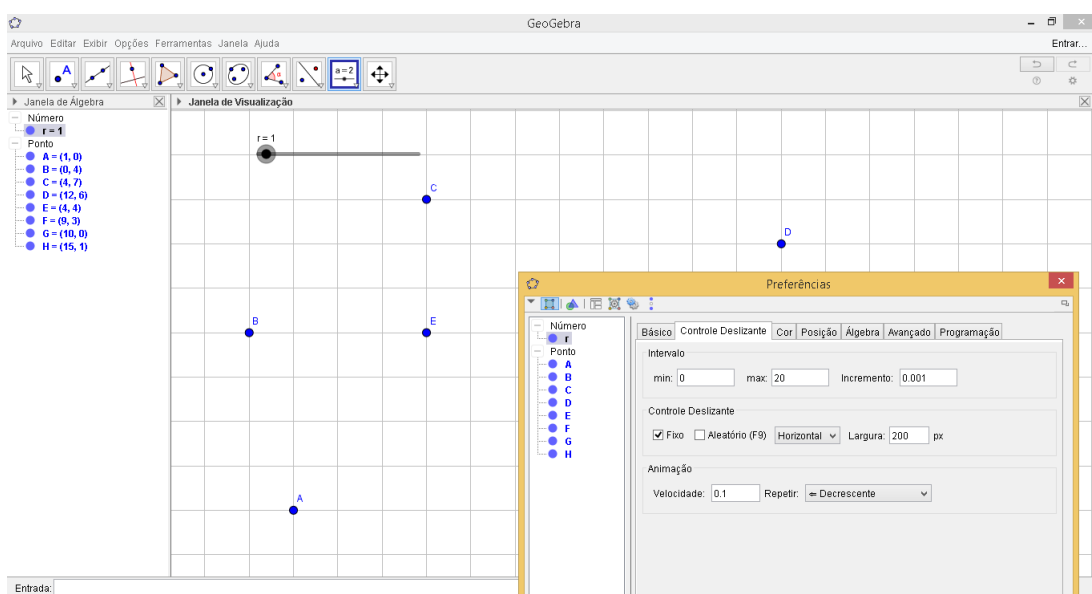 GeoGebra
Arquivo Editar Exibir Opções Ferramentas Janela Ajuda
Entrar...
A
α
a=2
Janela de Álgebra
Janela de Visualização
Número
r = 1
Ponto
A = (1, 0)
B = (0, 4)
C = (4, 7)
D = (12, 6)
E = (4, 4)
F = (9, 3)
G = (10, 0)
H = (15, 1)
r = 1
C
D
B
E
A
Preferências
Número
r
Ponto
A
B
C
D
E
F
G
H
Básico Controle Deslizante Cor Posição Álgebra Avançado Programação
Intervalo
min: 0 max: 20 Incremento: 0.001
Controle Deslizante
Fixo Aleatório (F9) Horizontal Largura: 200 px
Animação
Velocidade: 0.1 Repetir: ⇐ Decrescente
Entrada: